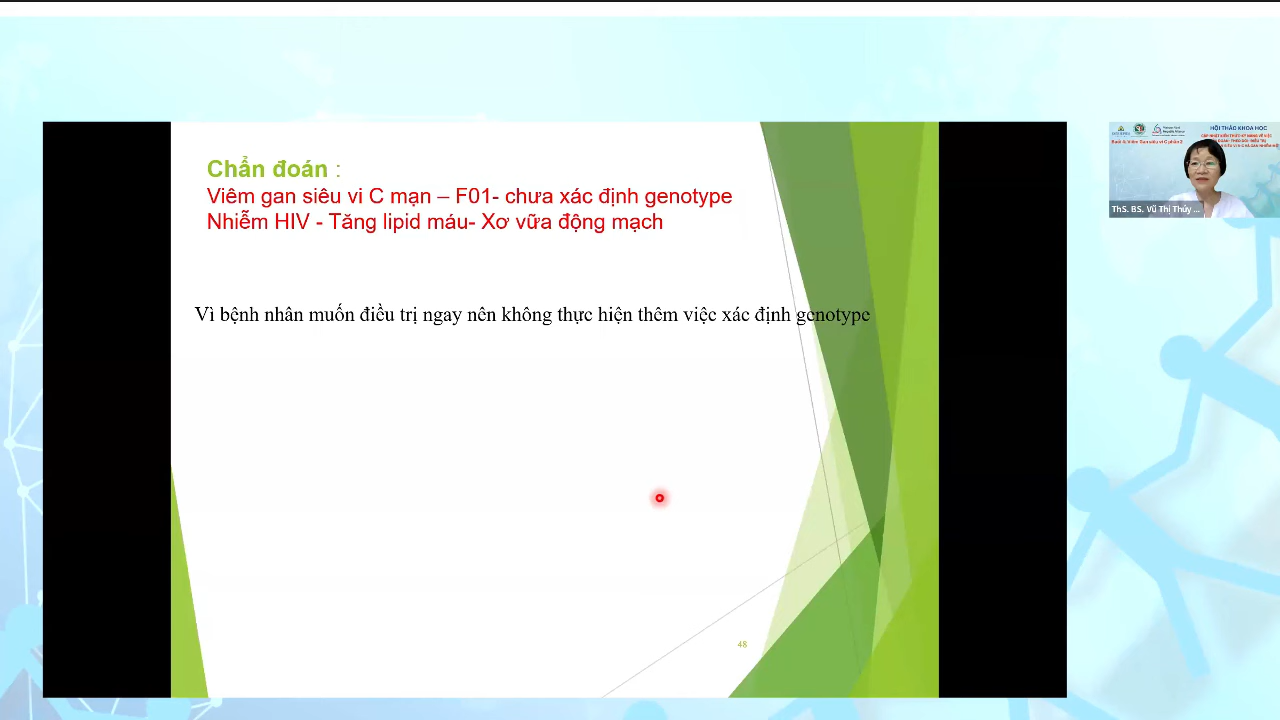 Chẩn đoán :
Viêm gan siêu vi C mạn – F01- chưa xác định genotype
Nhiễm HIV - Tăng lipid máu- Xơ vữa động mạch
Vì bệnh nhân muốn điều trị ngay nên không thực hiện thêm việc xác định genotype
48
HỘI THẢO KHOA HỌC
ThS. BS. Vũ Thị Thúy ...